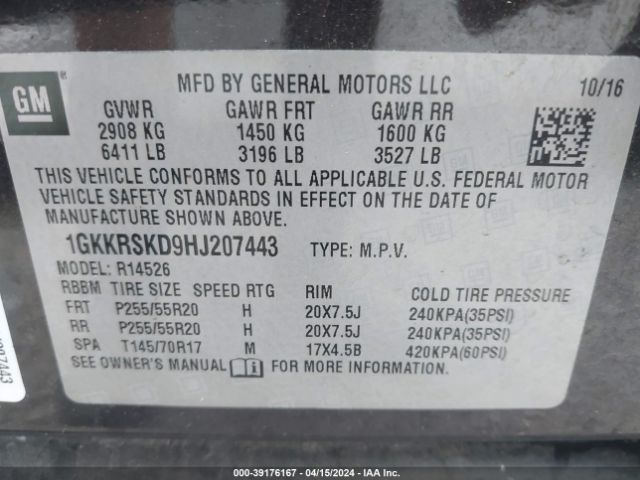 GM
MFD BY GENERAL MOTORS LLC 10/16
GVWR GAWR FRT GAWR RR
2908 KG 1450 KG 1600 KG
6411 LB 3196 LB 3527 LB
THIS VEHICLE CONFORMS TO ALL APPLICABLE U.S. FEDERAL MOTOR
VEHICLE SAFETY STANDARDS IN EFFECT ON THE DATE OF
MANUFACTURE SHOWN ABOVE.
1GKKRSKD9HJ207443 TYPE: M.P.V.
MODEL: R14526
RBBM TIRE SIZE SPEED RTG RIM COLD TIRE PRESSURE
FRT P255/55R20 H 20X7.5J 240KPA(35PSI)
RR P255/55R20 H 20X7.5J 240KPA(35PSI)
SPA T145/70R17 M 17X4.5B 420KPA(60PSI)
SEE OWNER'S MANUAL FOR MORE INFORMATION.
000-39176167 - 04/15/2024 - IAA Inc.